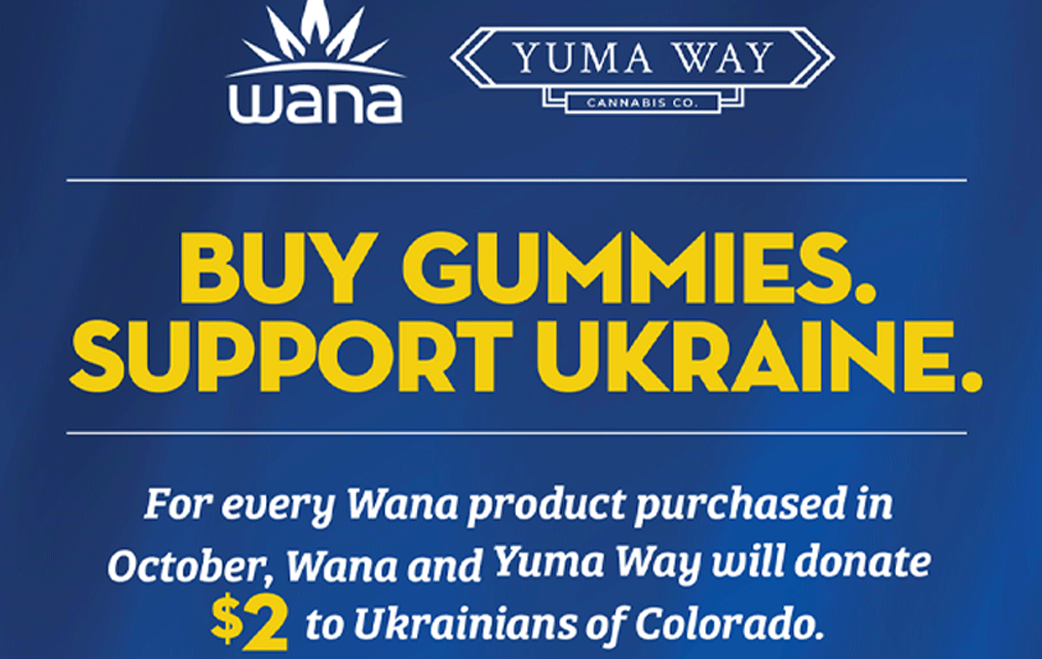 wana
YUMA WAY
CANNABIS CO.
BUY GUMMIES.
SUPPORT UKRAINE.
For every Wana product purchased in
October, Wana and Yuma Way will donate
$2 to Ukrainians of Colorado.